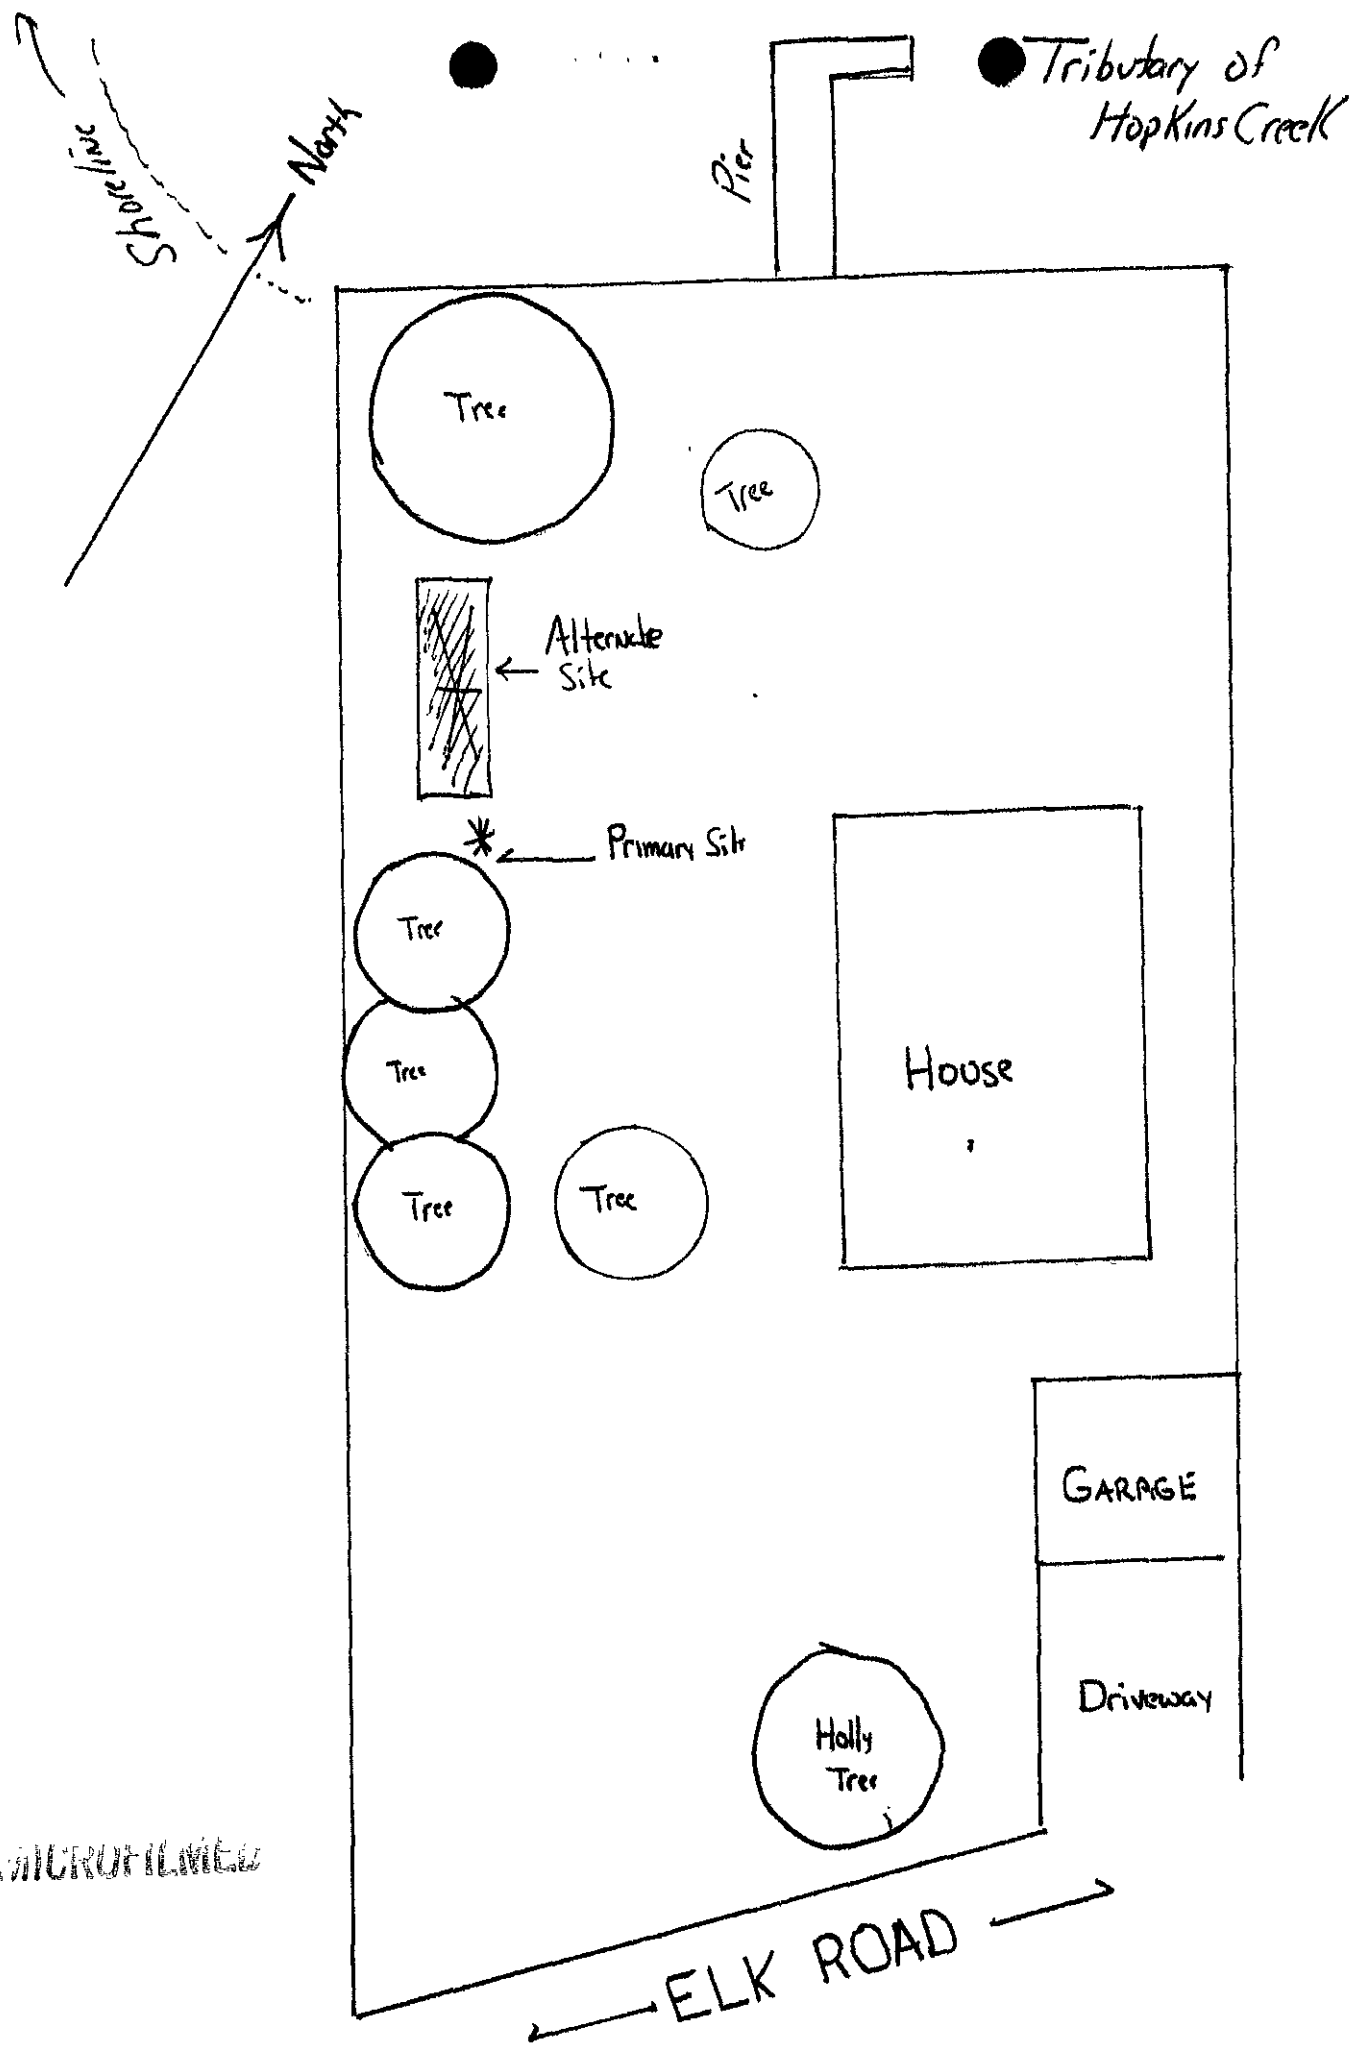 Tributary of
Hopkins Creek
North
Shoreline
Pier
Tree
Tree
Alternate
Site
Primary Site
Tree
Tree
House
Tree
Tree
GARAGE
Driveway
Holly
Tree
MICROFILMED
ELK ROAD